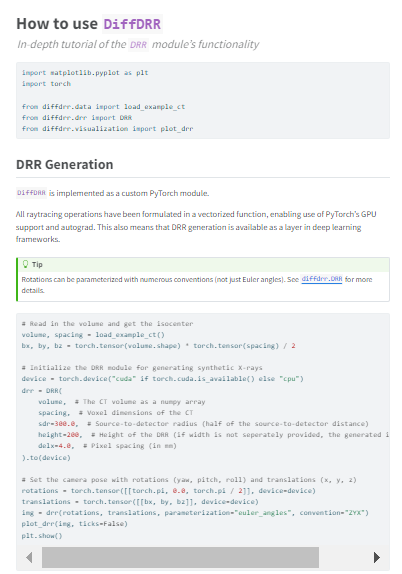 How to use DiffDRR
In-depth tutorial of the DRR module's functionality
import matplotlib.pyplot as plt
import torch
from diffdrr.data import load_example_ct
from diffdrr.drr import DRR
from diffdrr.visualization import plot_drr
DRR Generation
DiffDRR is implemented as a custom PyTorch module.
All raytracing operations have been formulated in a vectorized function, enabling use of PyTorch's GPU
support and autograd. This also means that DRR generation is available as a layer in deep learning
frameworks.
Tip
Rotations can be parameterized with numerous conventions (not just Euler angles). See diffdrr.DRR for more
details.
# Read in the volume and get the isocenter
volume, spacing = load_example_ct()
bx, by, bz = torch.tensor(volume.shape) * torch.tensor(spacing) / 2
# Initialize the DRR module for generating synthetic X-rays
device = torch.device("cuda" if torch.cuda.is_available() else "cpu")
drr = DRR(
volume,  # The CT volume as a numpy array
spacing,  # Voxel dimensions of the CT
sdr=300.0,  # Source-to-detector radius (half of the source-to-detector distance)
height=200,  # Height of the DRR (if width is not seperately provided, the generated i
delx=4.0,  # Pixel spacing (in mm)
).to(device)
# Set the camera pose with rotations (yaw, pitch, roll) and translations (x, y, z)
rotations = torch.tensor([[torch.pi, 0.0, torch.pi / 2]], device=device)
translations = torch.tensor([[bx, by, bz]], device=device)
img = drr(rotations, translations, parameterization="euler_angles", convention="ZYX")
plot_drr(img, ticks=False)
plt.show()